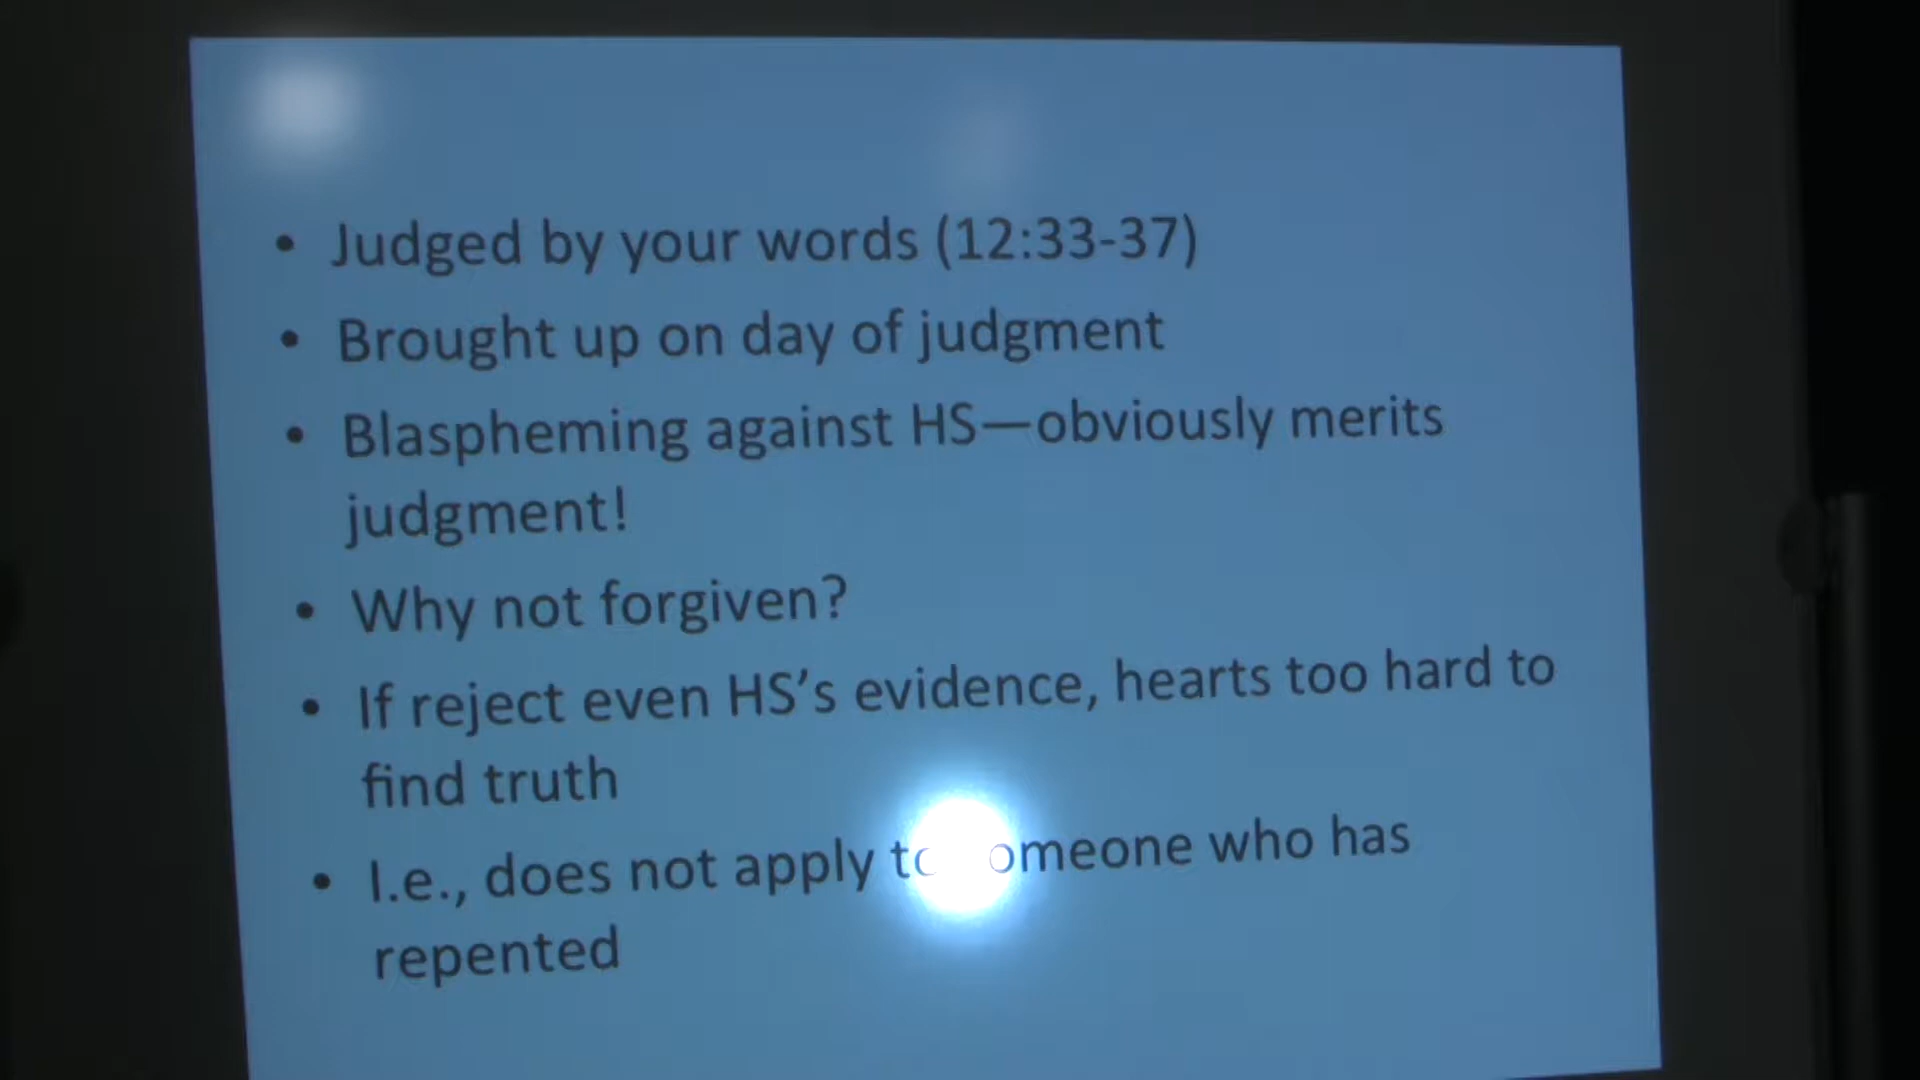 • Judged by your words (12:33-37)
• Brought up on day of judgment
• Blaspheming against HS—obviously merits
judgment!
• Why not forgiven?
• If reject even HS's evidence, hearts too hard to
find truth
• I.e., does not apply to someone who has
repented